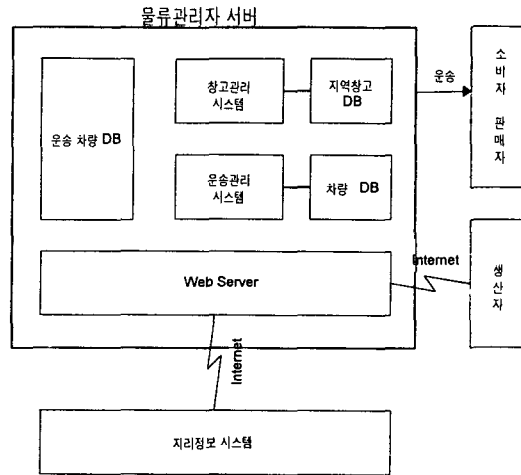 물류관리자 서버
운송 차량 DB
창고관리
시스템
지역창고
DB
운송
소
비
자
판
매
자
운송관리
시스템
차량 DB
Web Server
Internet
생
산
자
Internet
지리정보 시스템